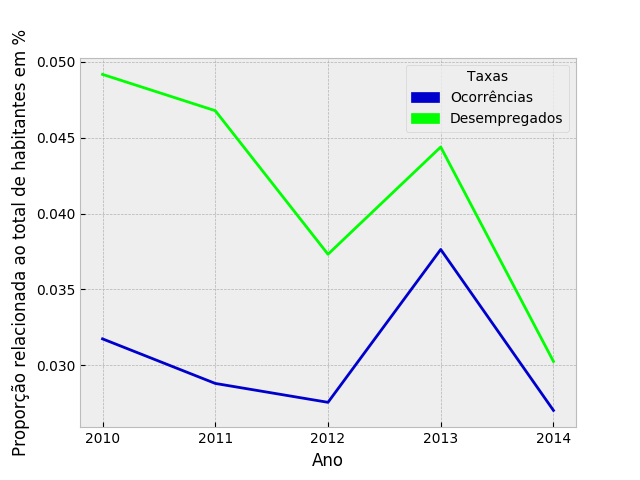 Proporção relacionada ao total de habitantes em %
0.050
0.045
0.040
0.035
0.030
Taxas
Ocorrências
Desempregados
2010 2011 2012 2013 2014
Ano